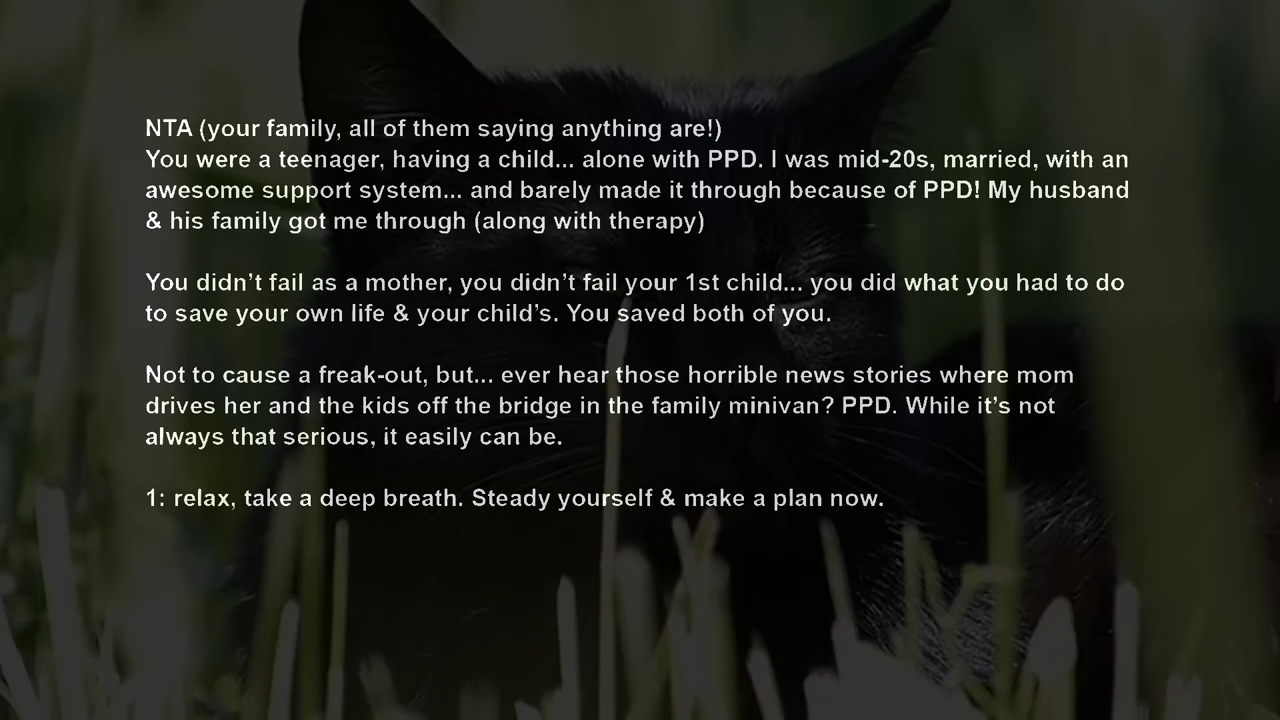 NTA (your family, all of them saying anything are!)
You were a teenager, having a child... alone with PPD. I was mid-20s, married, with an
awesome support system... and barely made it through because of PPD! My husband
& his family got me through (along with therapy)
You didn’t fail as a mother, you didn’t fail your 1st child... you did what you had to do
to save your own life & your child’s. You saved both of you.
Not to cause a freak-out, but... ever hear those horrible news stories where mom
drives her and the kids off the bridge in the family minivan? PPD. While it’s not
always that serious, it easily can be.
1: relax, take a deep breath. Steady yourself & make a plan now.